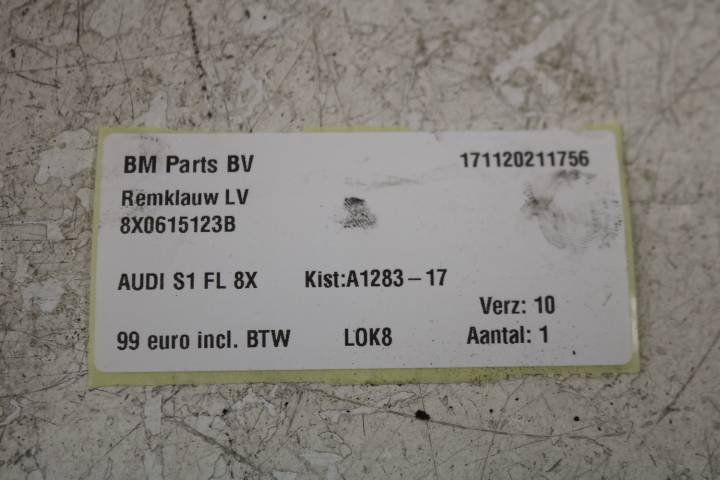 BM Parts BV 171120211756
Remklauw LV
8X0615123B
AUDI S1 FL 8X Kist:A1283-17
Verz: 10
99 euro incl. BTW LOK8 Aantal: 1